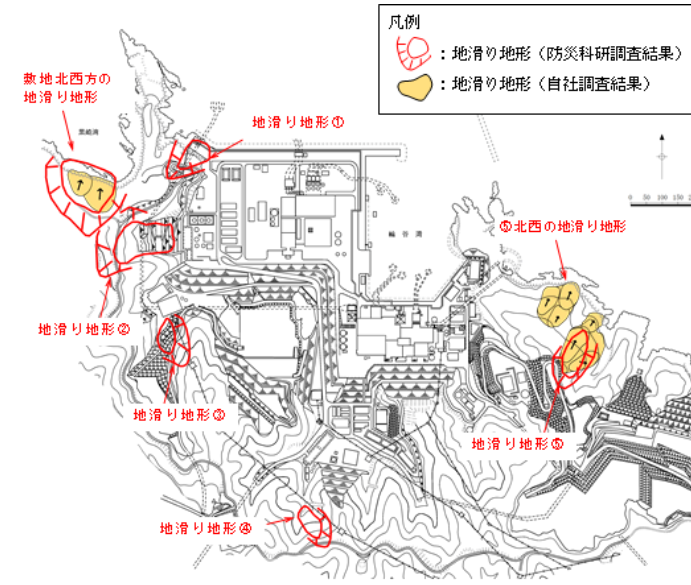 凡例
：地滑り地形（防災科研調査結果）
：地滑り地形（自社調査結果）
敷地北西方の
地滑り地形
地滑り地形①
輪谷湾
0 50 100 150
⑤北西の地滑り地形
地滑り地形②
地滑り地形③
地滑り地形⑤
地滑り地形④